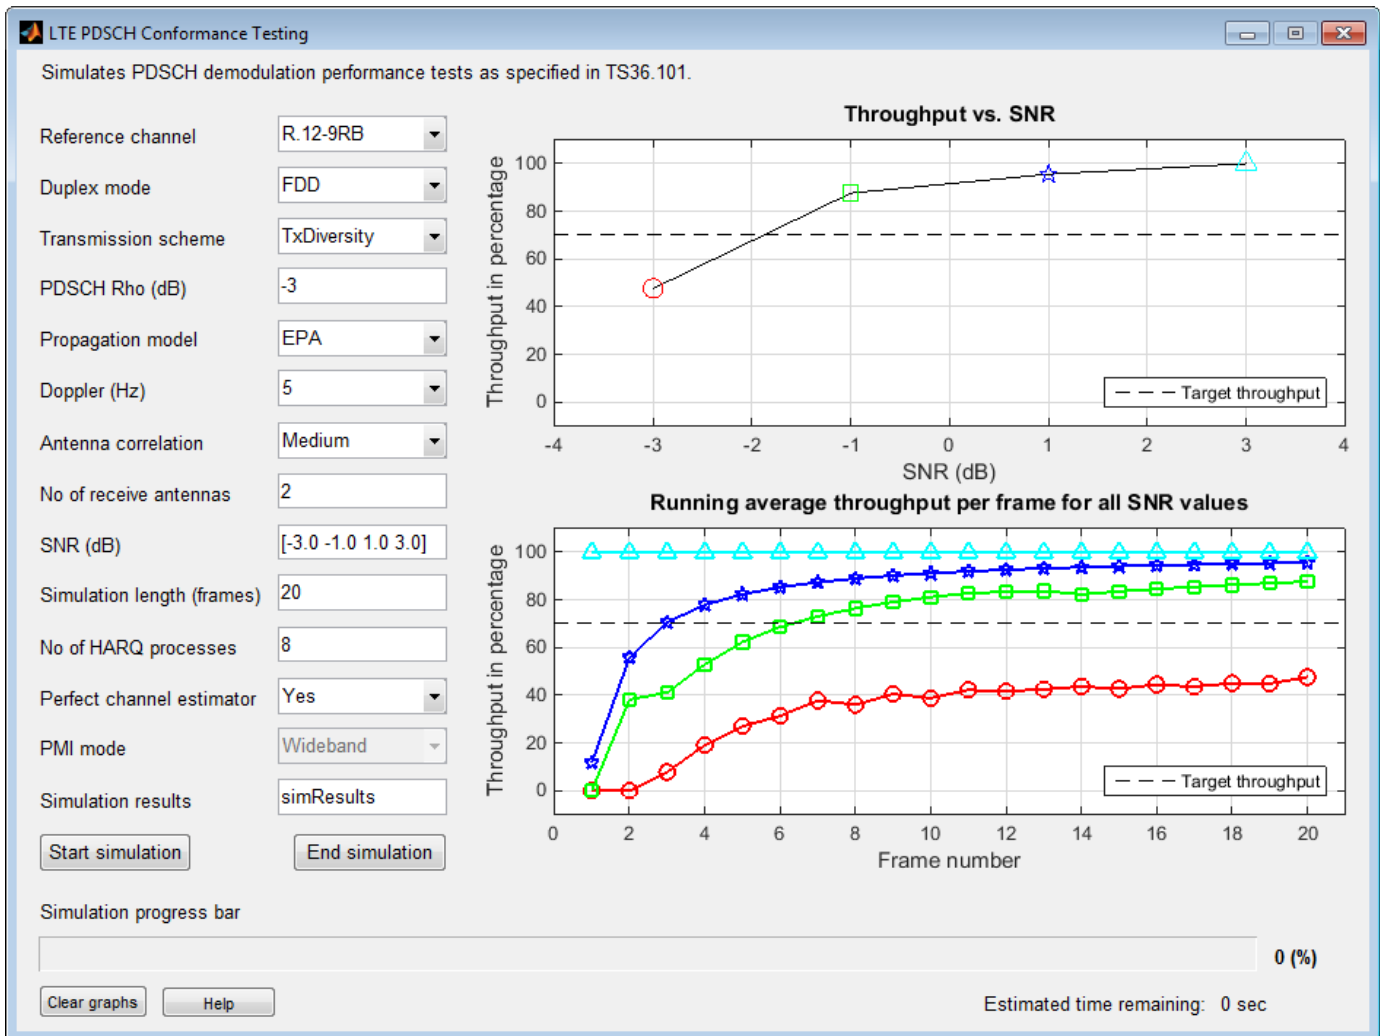 LTE PDSCH Conformance Testing
Simulates PDSCH demodulation performance tests as specified in TS36.101.
Reference channel R.12-9RB
Duplex mode FDD
Transmission scheme TxDiversity
PDSCH Rho (dB) -3
Propagation model EPA
Doppler (Hz) 5
Antenna correlation Medium
No of receive antennas 2
SNR (dB) [-3.0 -1.0 1.0 3.0]
Simulation length (frames) 20
No of HARQ processes 8
Perfect channel estimator Yes
PMI mode Wideband
Simulation results simResults
Start simulation End simulation
Throughput vs. SNR
Throughput in percentage
100
80
60
40
20
0
Target throughput
-4 -3 -2 -1 0 1 2 3 4
SNR (dB)
Running average throughput per frame for all SNR values
Throughput in percentage
100
80
60
40
20
0
Target throughput
0 2 4 6 8 10 12 14 16 18 20
Frame number
Simulation progress bar
0 (%)
Clear graphs Help
Estimated time remaining: 0 sec